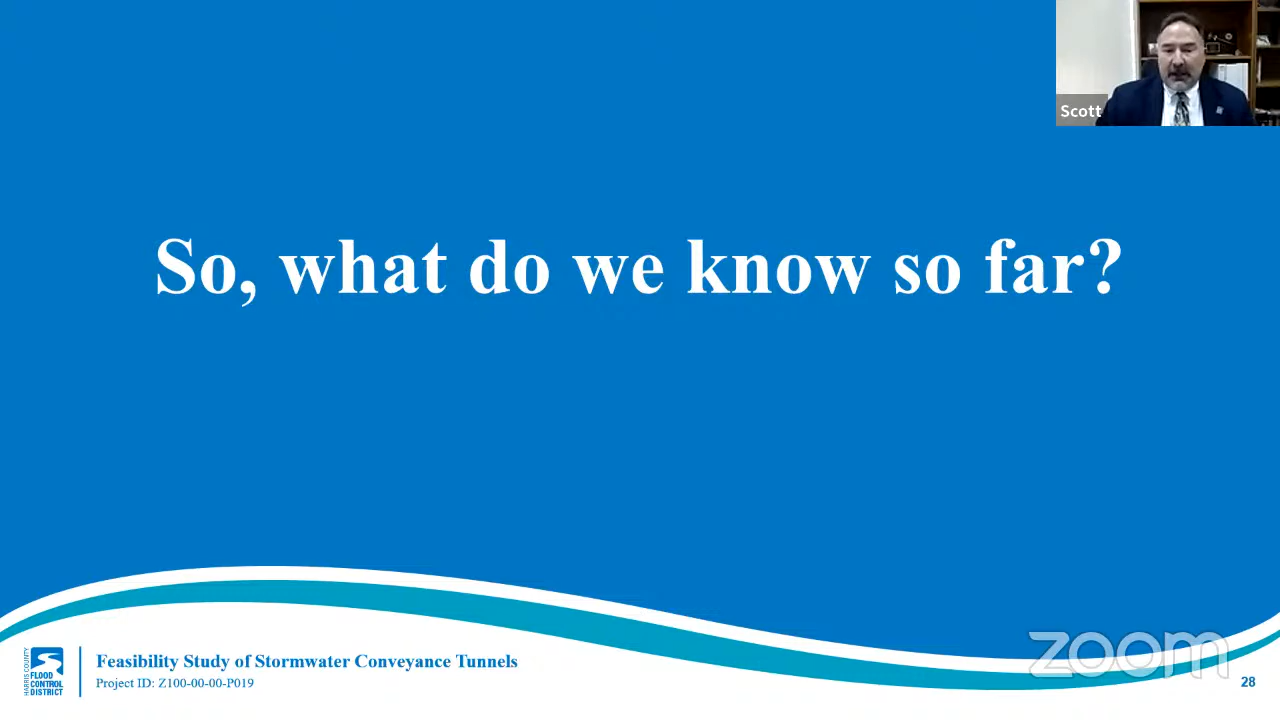 Scott
So, what do we know so far?
HARRIS COUNTY
FLOOD
CONTROL
DISTRICT
Feasibility Study of Stormwater Conveyance Tunnels
Project ID: Z100-00-00-P019
zoom
28